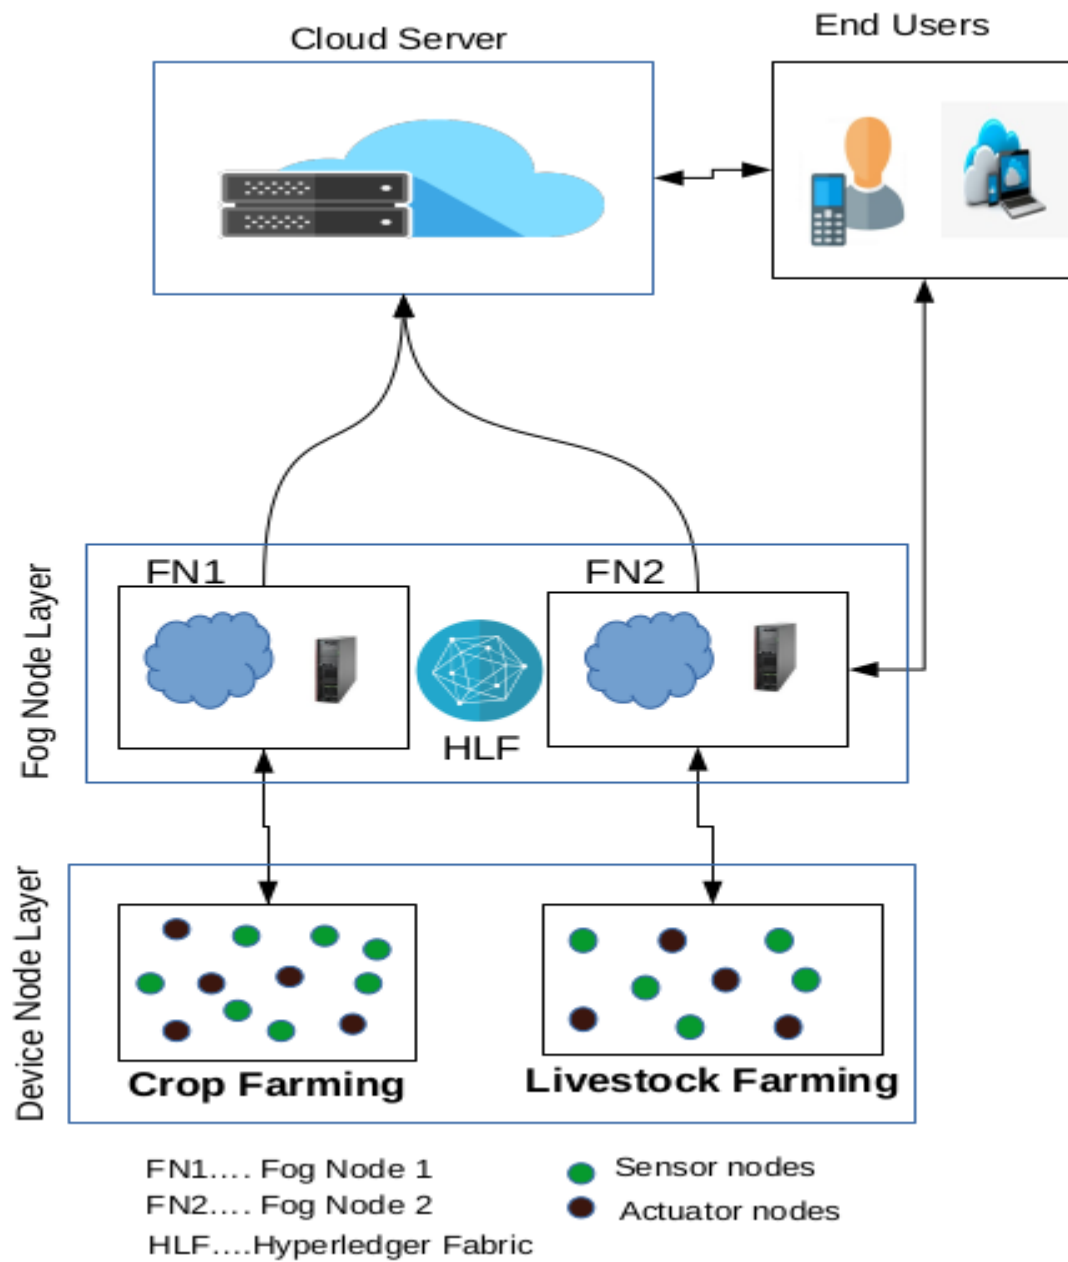 Cloud Server
End Users
Fog Node Layer
FN1
FN2
HLF
Device Node Layer
Crop Farming
Livestock Farming
FN1.... Fog Node 1
FN2.... Fog Node 2
HLF....Hyperledger Fabric
Sensor nodes
Actuator nodes